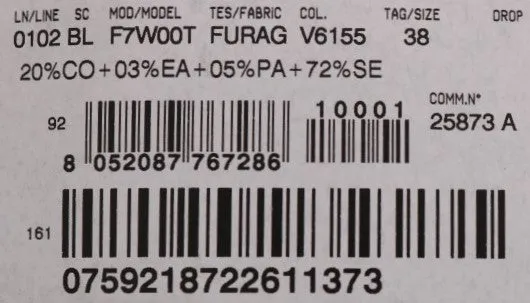 LN/LINE SC MOD/MODEL TES/FABRIC COL. TAG/SIZE DROP
0102 BL F7W00T FURAG V6155 38
20%CO+03%EA+05%PA+72%SE
10001 COMM.N°
92 25873 A
8 052087 767286
161
0759218722611373